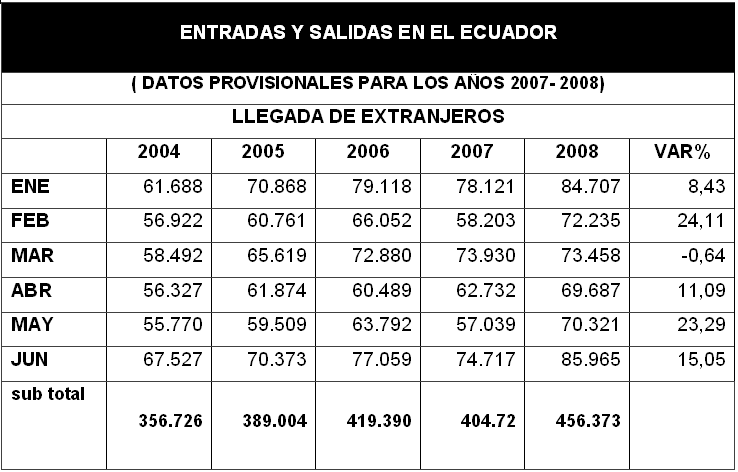 ENTRADAS Y SALIDAS EN EL ECUADOR
( DATOS PROVISIONALES PARA LOS AÑOS 2007- 2008)
LLEGADA DE EXTRANJEROS
2004 2005 2006 2007 2008 VAR%
ENE 61.688 70.868 79.118 78.121 84.707 8,43
FEB 56.922 60.761 66.052 58.203 72.235 24,11
MAR 58.492 65.619 72.880 73.930 73.458 -0,64
ABR 56.327 61.874 60.489 62.732 69.687 11,09
MAY 55.770 59.509 63.792 57.039 70.321 23,29
JUN 67.527 70.373 77.059 74.717 85.965 15,05
sub total 356.726 389.004 419.390 404.72 456.373